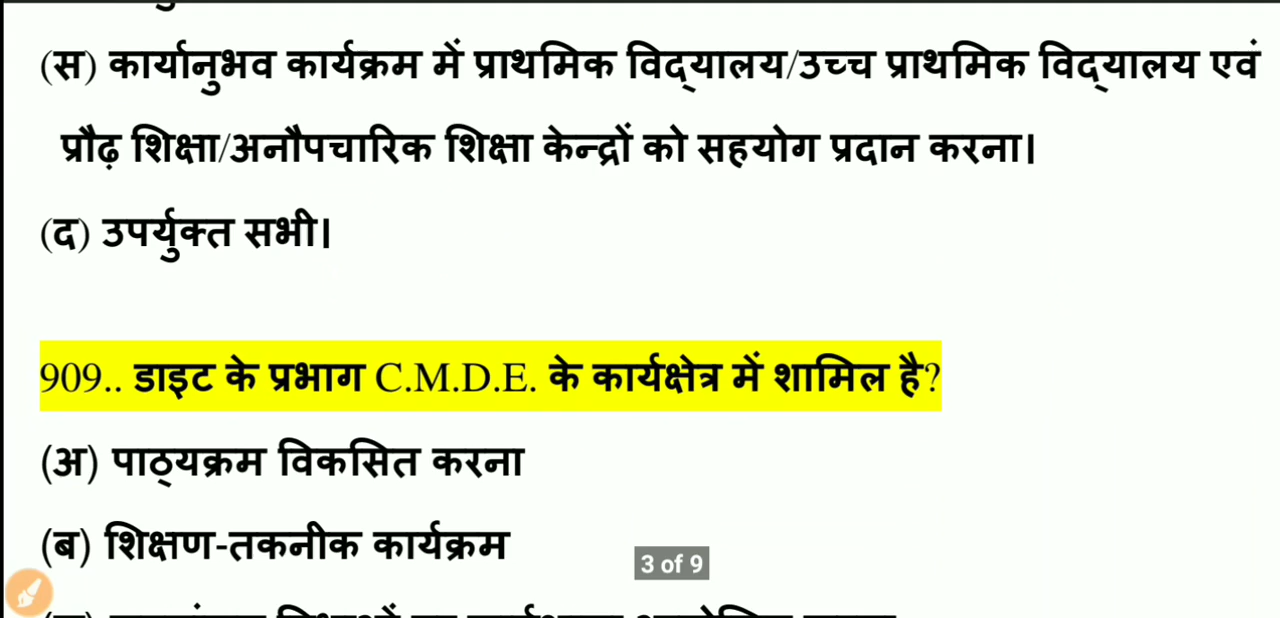 (स) कार्यानुभव कार्यक्रम में प्राथमिक विद्यालय/उच्च प्राथमिक विद्यालय एवं
प्रौढ़ शिक्षा/अनौपचारिक शिक्षा केन्द्रों को सहयोग प्रदान करना।
(द) उपर्युक्त सभी।
909.. डाइट के प्रभाग C.M.D.E. के कार्यक्षेत्र में शामिल है?
(अ) पाठ्यक्रम विकसित करना
(ब) शिक्षण-तकनीक कार्यक्रम
3 of 9